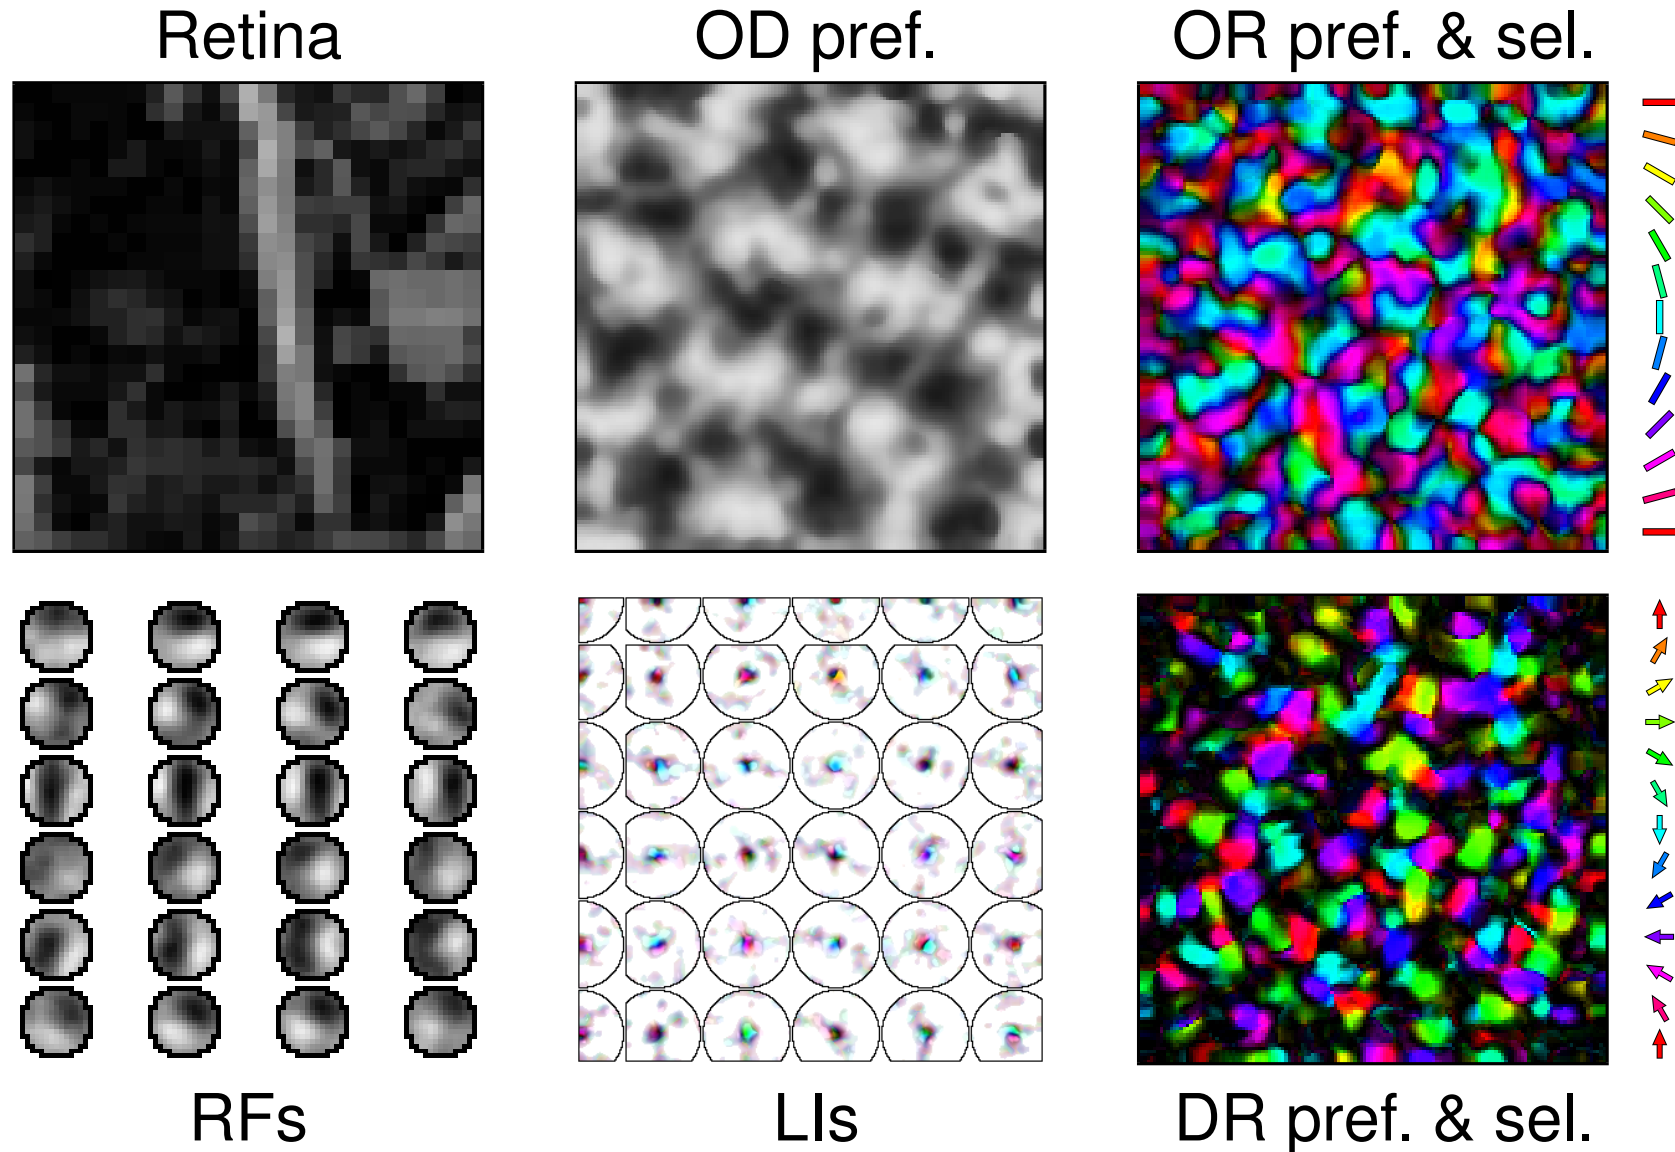 Retina
OD pref.
OR pref. & sel.
RFs
LIs
DR pref. & sel.